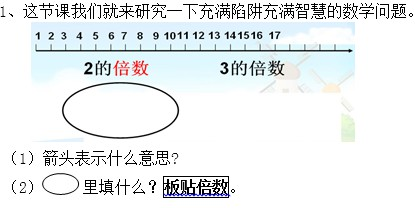 1、这节课我们就来研究一下充满陷阱充满智慧的数学问题。
1 2 3 4 5 6 7 8 9 10 11 12 13 14 15 16 17
2的倍数 3的倍数
（1）箭头表示什么意思?
（2）里填什么？板贴倍数。